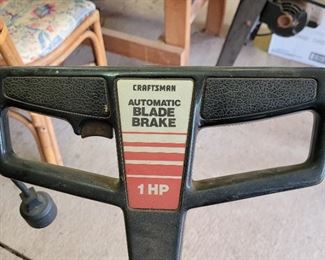 CRAFTSMAN
AUTOMATIC
BLADE
BRAKE
1 HP